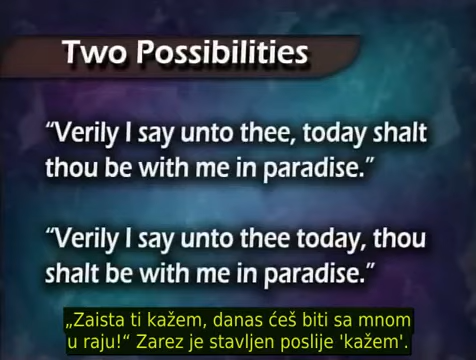 Two Possibilities
“Verily I say unto thee, today shalt
thou be with me in paradise.”
“Verily I say unto thee today, thou
shalt be with me in paradise.”
„Zaista ti kažem, danas ćeš biti sa mnom
u raju!“ Zarez je stavljen poslije 'kažem'.